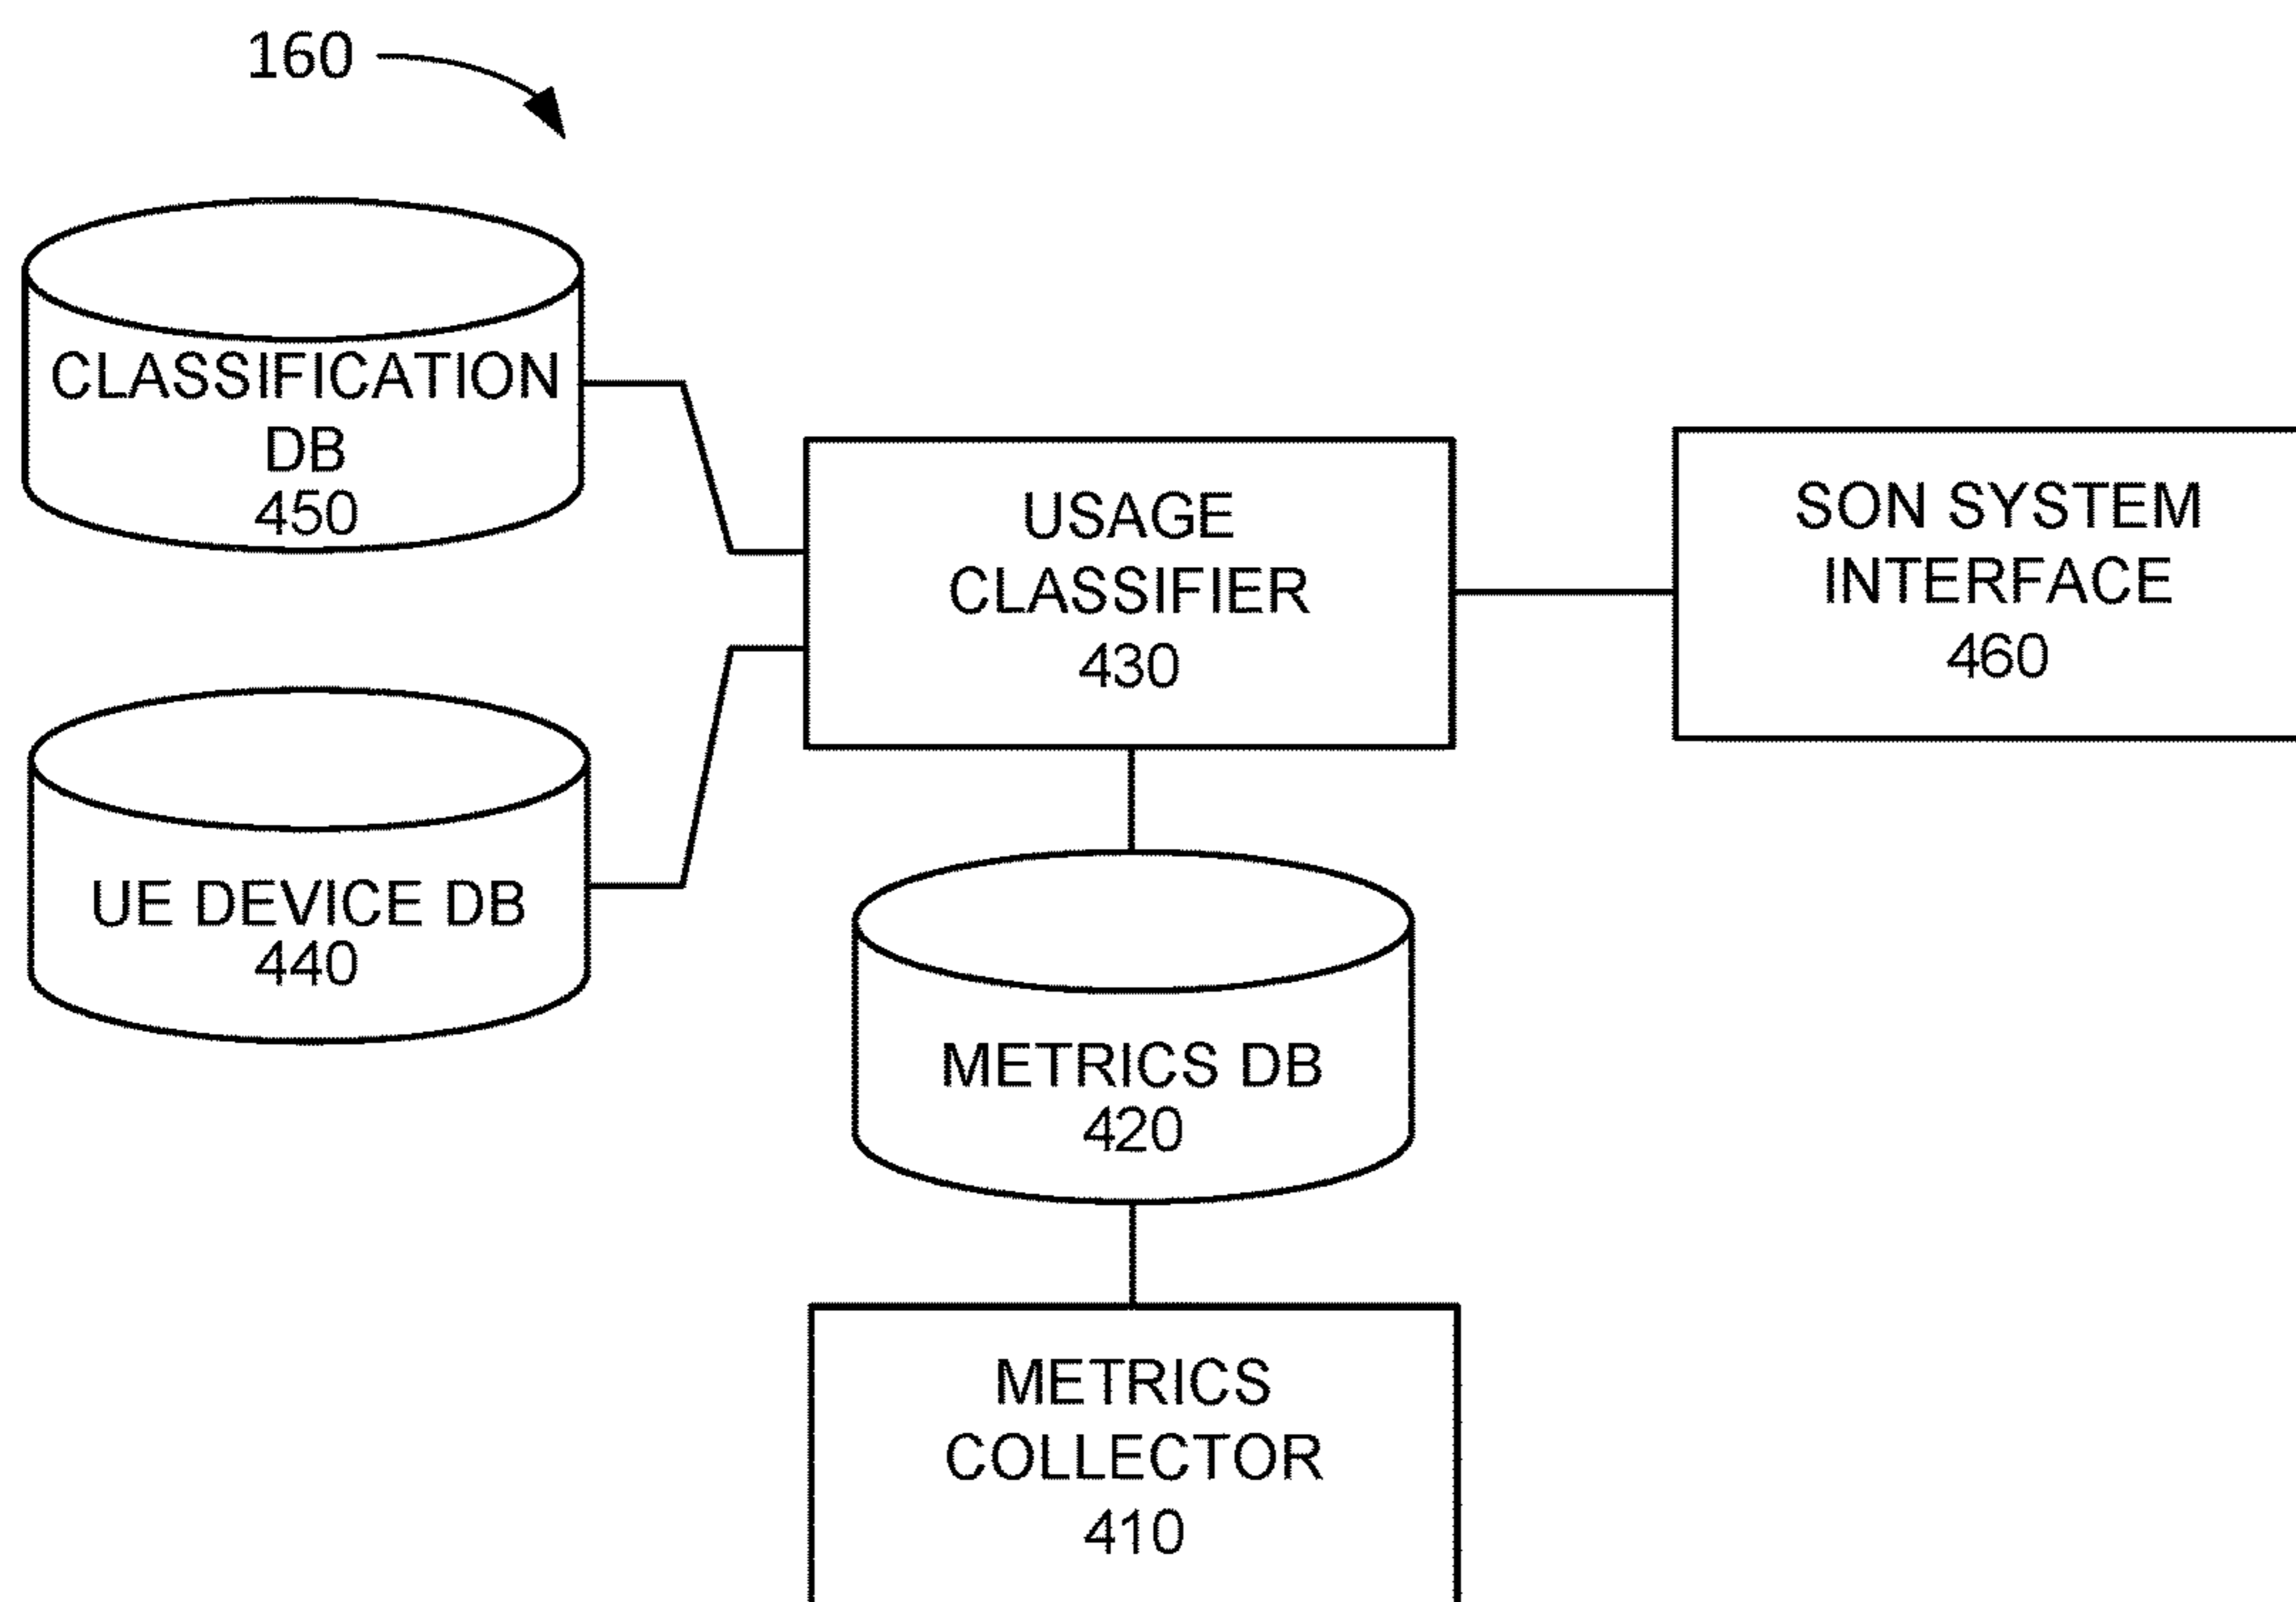 160
CLASSIFICATION
DB
450
USAGE
CLASSIFIER
430
SON SYSTEM
INTERFACE
460
UE DEVICE DB
440
METRICS DB
420
METRICS
COLLECTOR
410